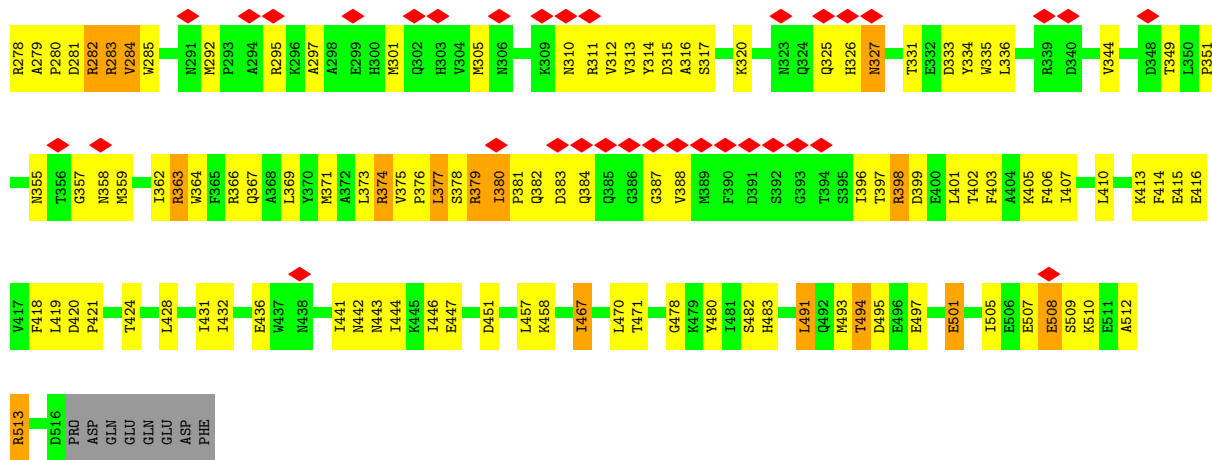 R278 A279 P280 D281 R282 R283 V284 W285 N291 M292 P293 A294 R295 K296 A297 A298 E299 H300 M301 Q302 H303 V304 M305 N306 K309 N310 R311 V312 V313 Y314 D315 A316 S317 K320 N323 Q324 Q325 H326 N327 T331 E332 D333 Y334 W335 L336 R339 D340 V344 D348 T349 L350 P351
N355 T356 G357 N358 M359 I362 R363 W364 F365 R366 Q367 A368 L369 Y370 M371 A372 L373 R374 V375 P376 L377 S378 R379 I380 P381 Q382 D383 Q384 Q385 G386 G387 V388 M389 F390 D391 S392 G393 T394 S395 I396 T397 R398 D399 E400 L401 T402 F403 A404 K405 F406 I407 L410 K413 F414 E415 E416
V417 F418 L419 D420 P421 T424 L428 I431 I432 E436 W437 N438 I441 N442 N443 I444 K445 I446 E447 D451 L457 K458 I467 L470 T471 G478 K479 Y480 I481 S482 H483 L491 Q492 M493 T494 D495 E496 E497 E501 I505 E506 E507 E508 S509 K510 E511 A512
R513 D516 PRO ASP GLN GLU GLN GLU ASP PHE